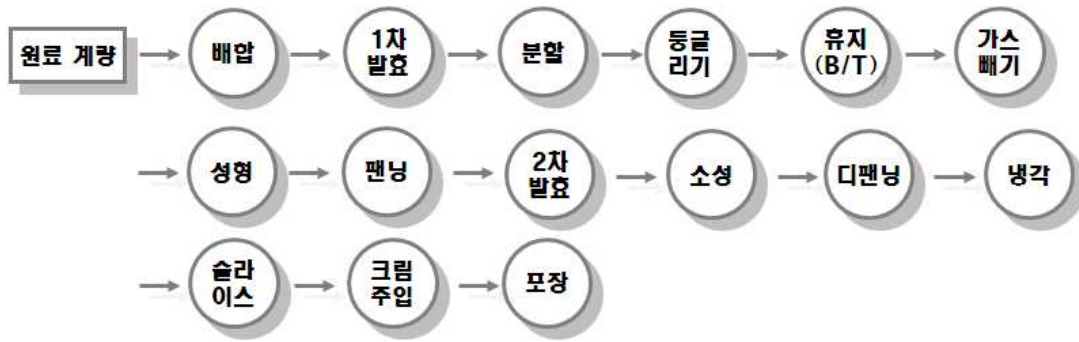 원료 계량
배합
1차
발효
분할
둥글
리기
휴지
(B/T)
가스
빼기
성형
팬닝
2차
발효
소성
디팬닝
냉각
슬라
이스
크림
주입
포장